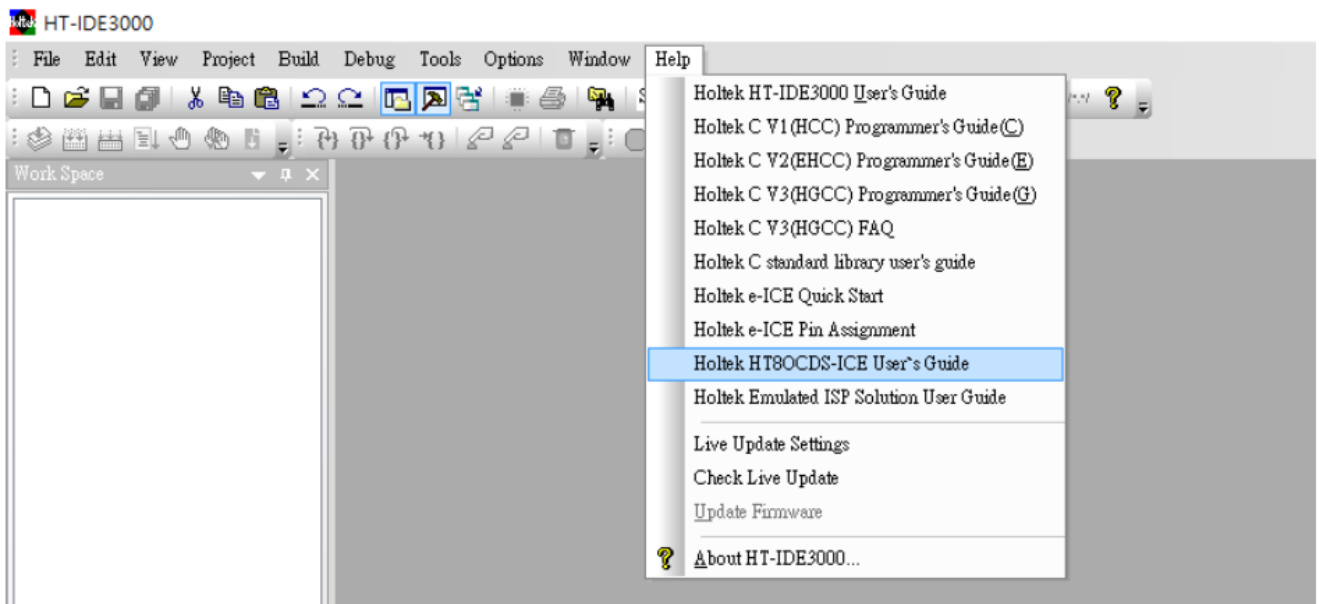 HT-IDE3000
File Edit View Project Build Debug Tools Options Window Help
Work Space
Holtek HT-IDE3000 User's Guide
Holtek C V1(HCC) Programmer's Guide(C)
Holtek C V2(EHCC) Programmer's Guide(E)
Holtek C V3(HGCC) Programmer's Guide(G)
Holtek C V3(HGCC) FAQ
Holtek C standard library user's guide
Holtek e-ICE Quick Start
Holtek e-ICE Pin Assignment
Holtek HT8OCDS-ICE User`s Guide
Holtek Emulated ISP Solution User Guide
Live Update Settings
Check Live Update
Update Firmware
About HT-IDE3000...